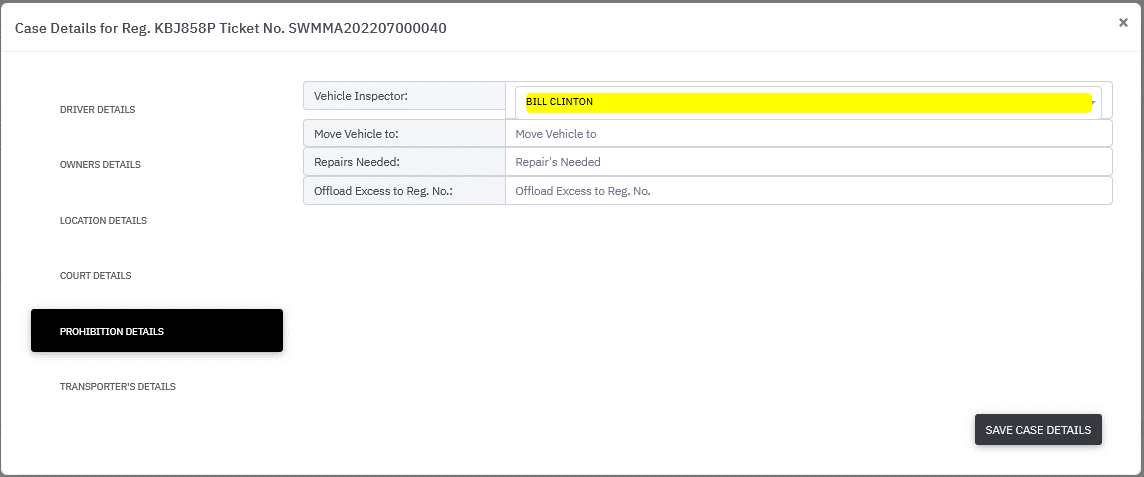 Case Details for Reg. KBJ858P Ticket No. SWMMA202207000040
×
DRIVER DETAILS
OWNERS DETAILS
LOCATION DETAILS
COURT DETAILS
PROHIBITION DETAILS
TRANSPORTER'S DETAILS
Vehicle Inspector: BILL CLINTON
Move Vehicle to: Move Vehicle to
Repairs Needed: Repair's Needed
Offload Excess to Reg. No.: Offload Excess to Reg. No.
SAVE CASE DETAILS